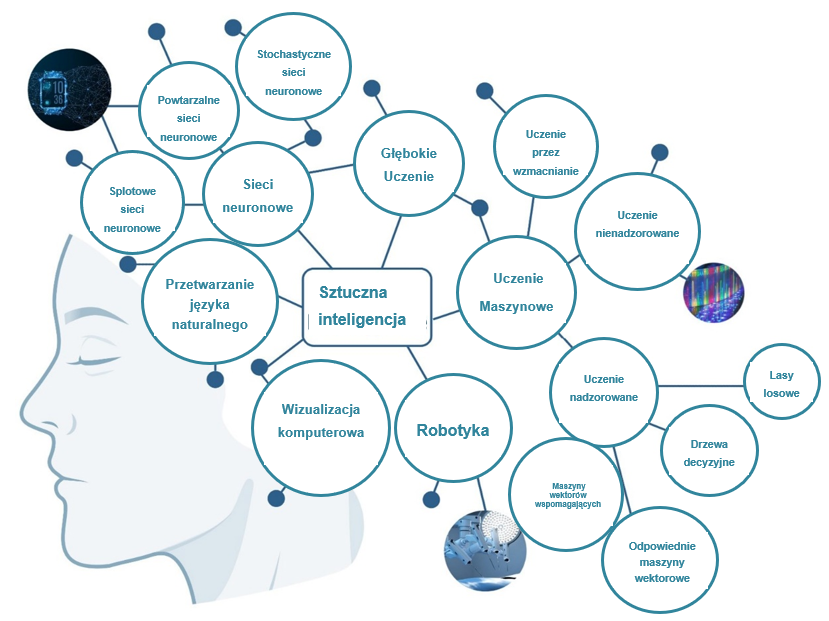 Stochastyczne
sieci
neuronowe
Powtarzalne
sieci
neuronowe
Głębokie
Uczenie
Uczenie
przez
wzmacnianie
Splotowe
sieci
neuronowe
Sieci
neuronowe
Uczenie
nienadzorowane
Przetwarzanie
języka
naturalnego
Sztuczna
inteligencja
Uczenie
Maszynowe
Uczenie
nadzorowane
Lasy
losowe
Wizualizacja
komputerowa
Robotyka
Drzewa
decyzyjne
Maszyny
wektorów
wspomagających
Odpowiednie
maszyny
wektorowe
10